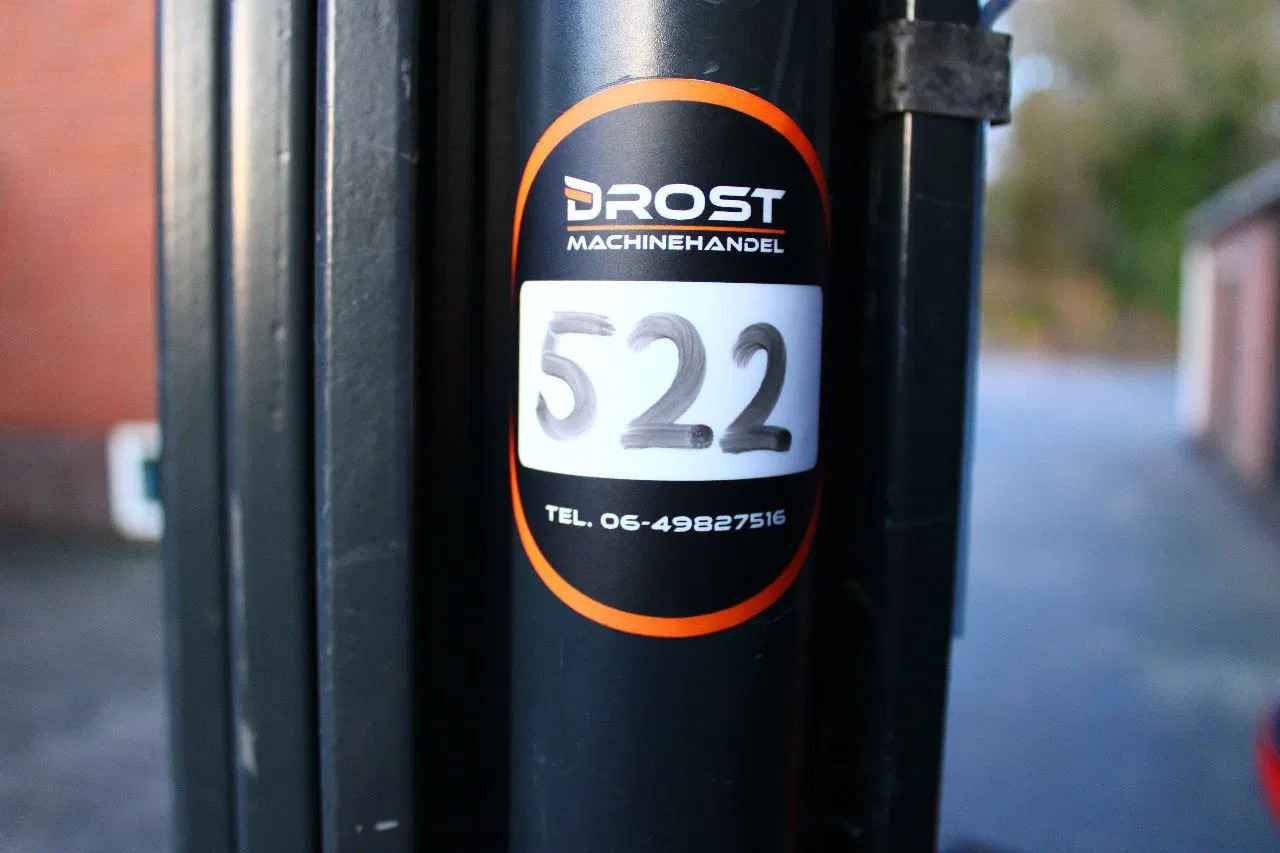 DROST
MACHINEHANDEL
522
TEL. 06-49827516